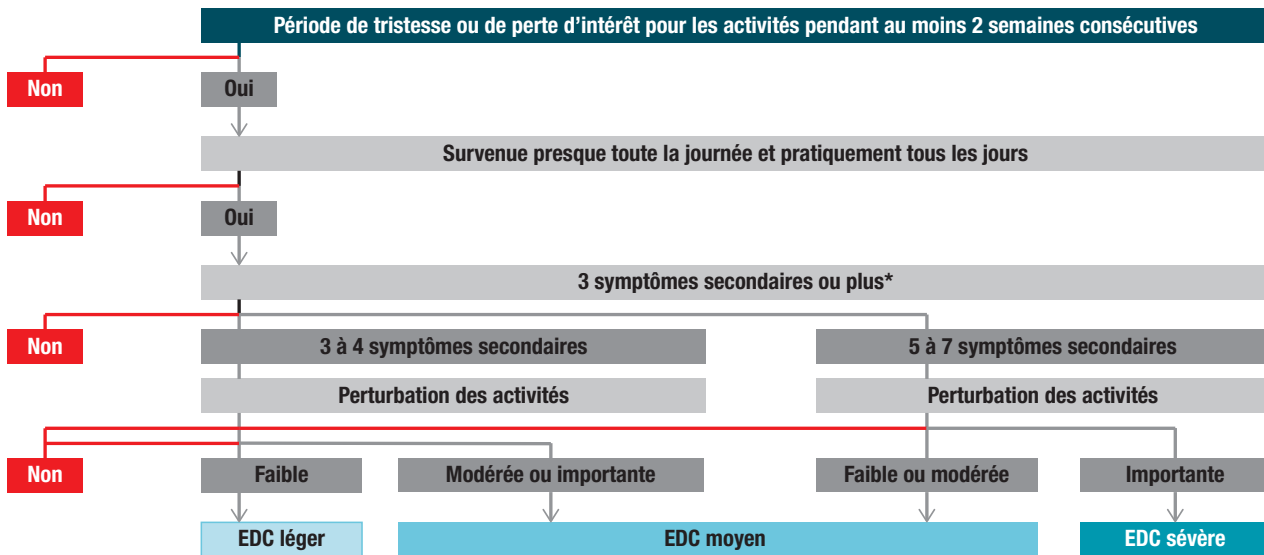 Période de tristesse ou de perte d’intérêt pour les activités pendant au moins 2 semaines consécutives
Non
Oui
Survenue presque toute la journée et pratiquement tous les jours
Non
Oui
3 symptômes secondaires ou plus*
Non
3 à 4 symptômes secondaires
5 à 7 symptômes secondaires
Perturbation des activités
Perturbation des activités
Non
Faible
Modérée ou importante
Faible ou modérée
Importante
EDC léger
EDC moyen
EDC sévère